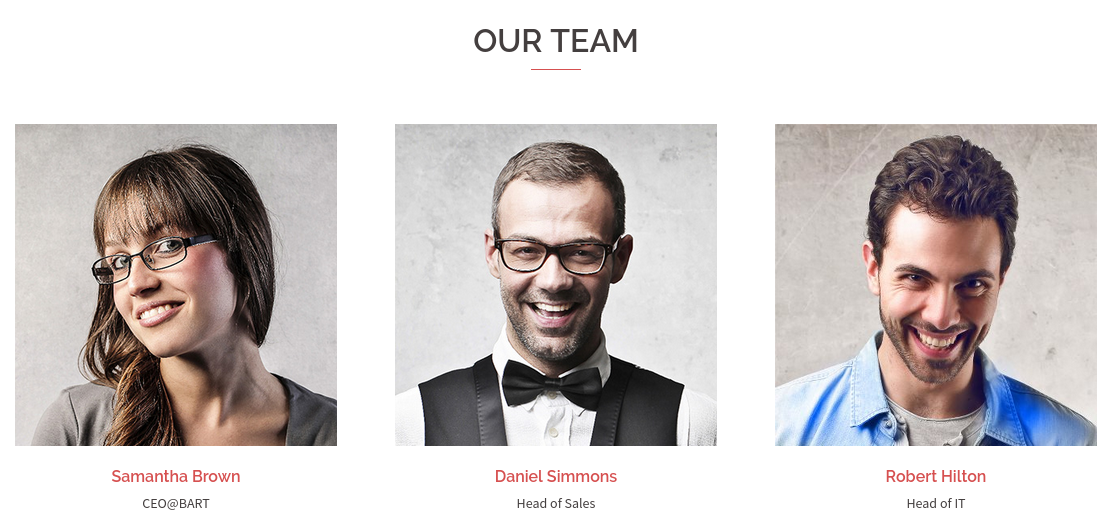 OUR TEAM
Samantha Brown
Daniel Simmons
Robert Hilton
CEO@BART
Head of Sales
Head of IT